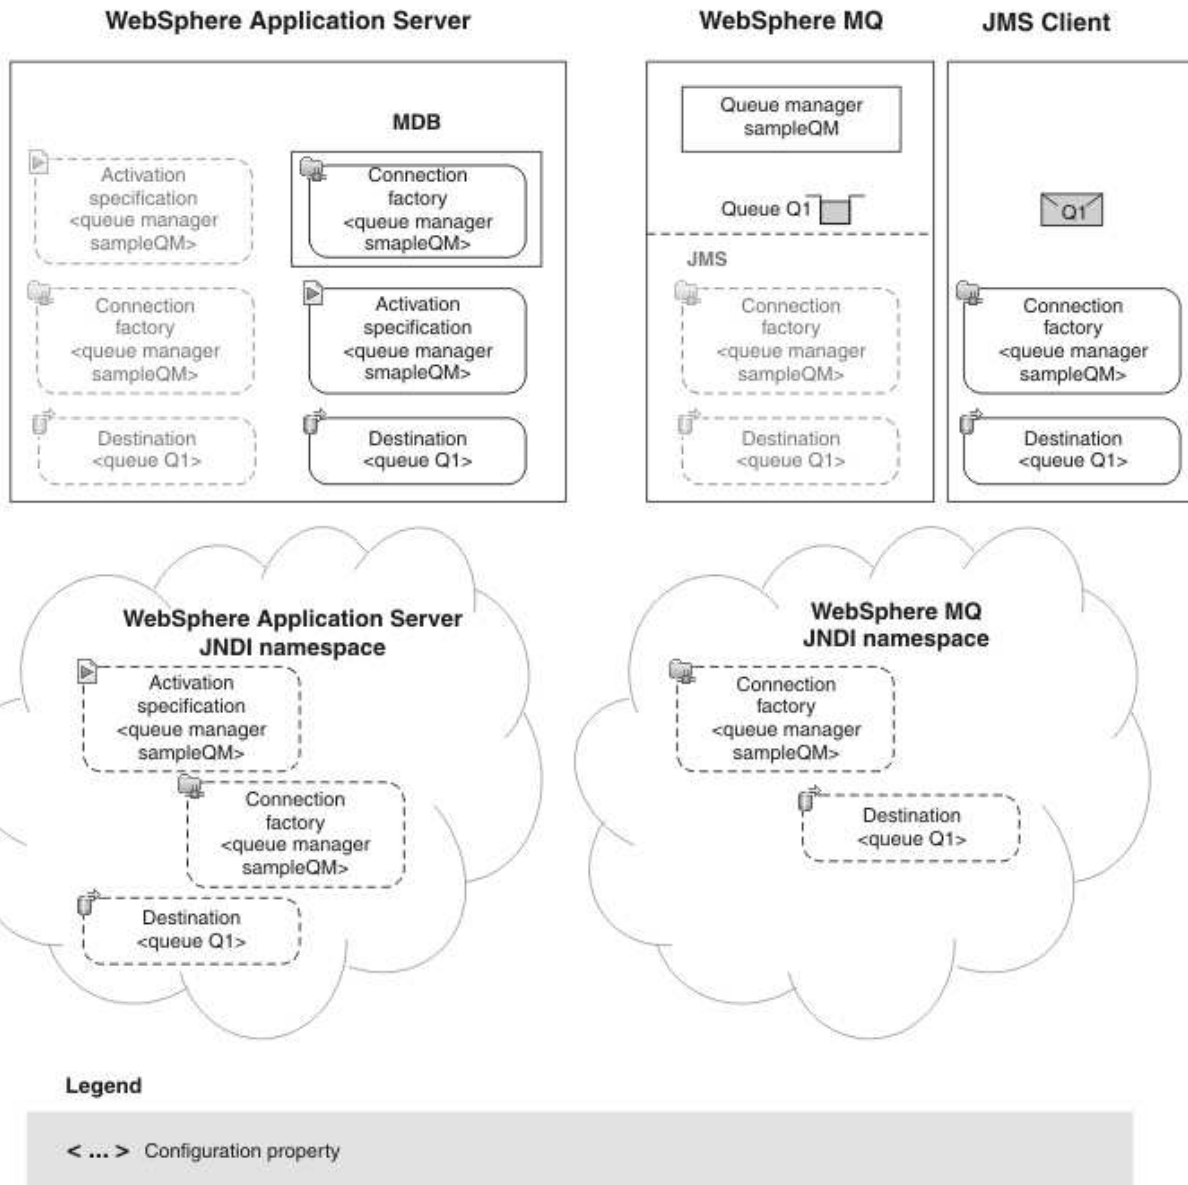 WebSphere Application Server
WebSphere MQ
JMS Client
MDB
Activation
specification
<queue manager
sampleQM>
Connection
factory
<queue manager
smapleQM>
Connection
factory
<queue manager
sampleQM>
Activation
specification
<queue manager
smapleQM>
Destination
<queue Q1>
Destination
<queue Q1>
Queue manager
sampleQM
Queue Q1
JMS
Connection
factory
<queue manager
sampleQM>
Destination
<queue Q1>
Q1
Connection
factory
<queue manager
sampleQM>
Destination
<queue Q1>
WebSphere Application Server
JNDI namespace
Activation
specification
<queue manager
sampleQM>
Connection
factory
<queue manager
sampleQM>
Destination
<queue Q1>
WebSphere MQ
JNDI namespace
Connection
factory
<queue manager
sampleQM>
Destination
<queue Q1>
Legend
< ... > Configuration property